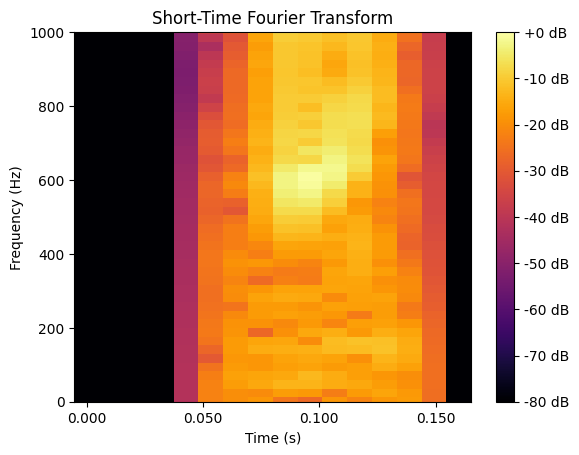 Short-Time Fourier Transform
Frequency (Hz)
1000
800
600
400
200
0
0.000
0.050
0.100
0.150
Time (s)
+0 dB
-10 dB
-20 dB
-30 dB
-40 dB
-50 dB
-60 dB
-70 dB
-80 dB